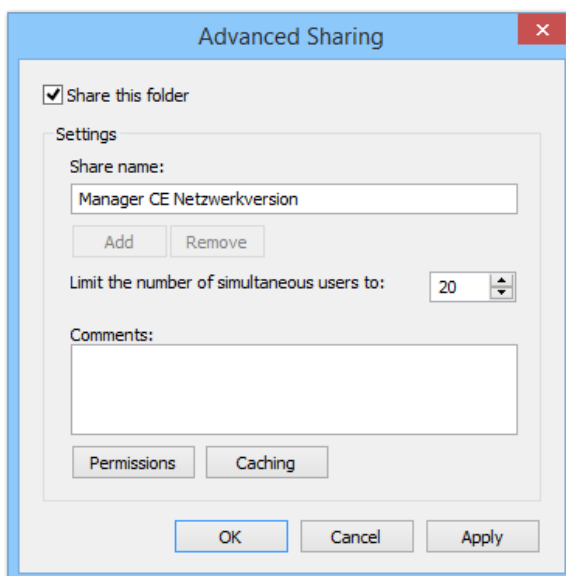 Advanced Sharing
Share this folder
Settings
Share name:
Manager CE Netzwerkversion
Add Remove
Limit the number of simultaneous users to: 20
Comments:
Permissions Caching
OK Cancel Apply